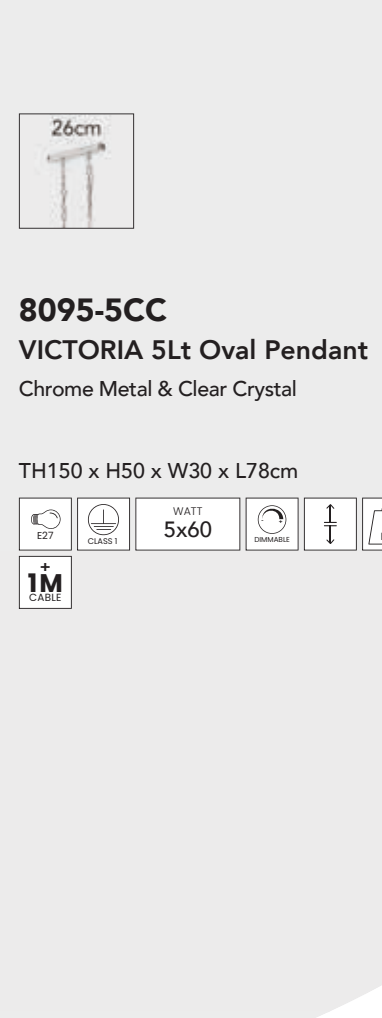 26cm
8095-5CC
VICTORIA 5Lt Oval Pendant
Chrome Metal & Clear Crystal
TH150 x H50 x W30 x L78cm
E27
CLASS 1
WATT
5x60
DIMMABLE
+
1M
CABLE